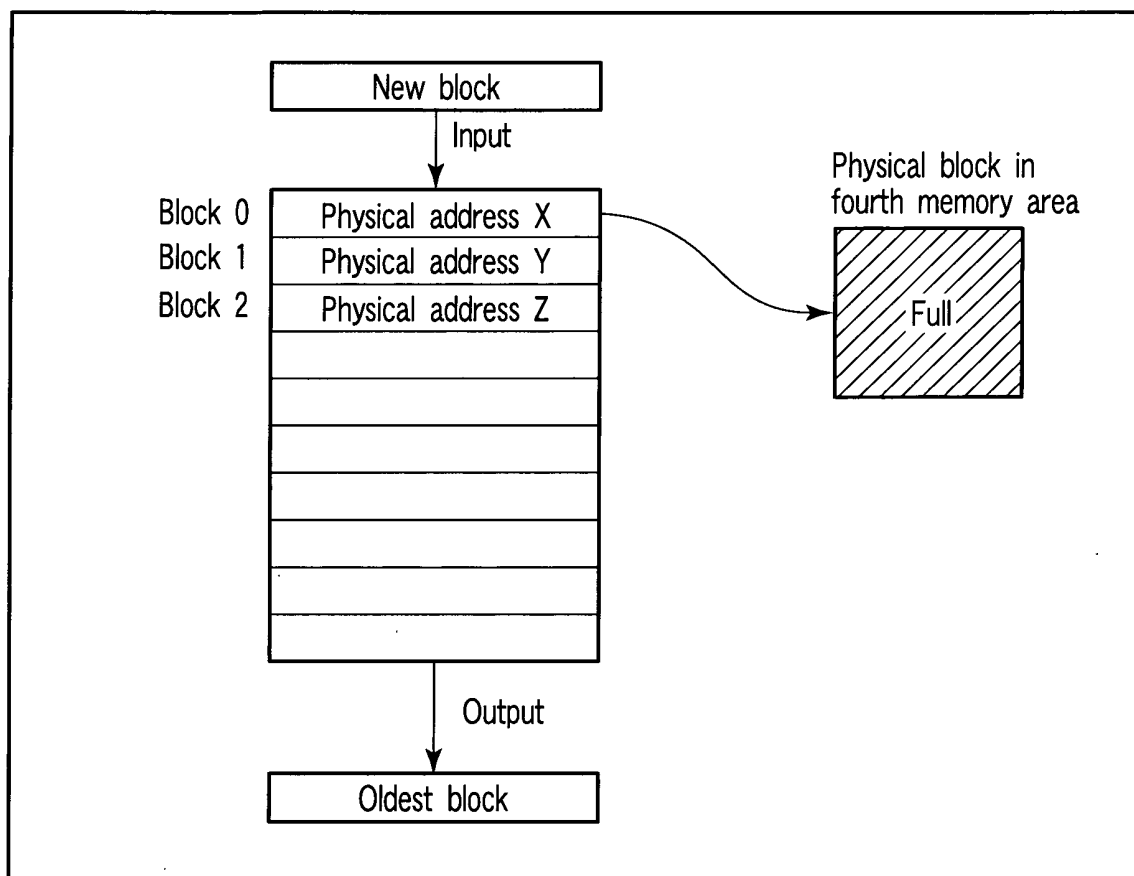 New block
Input
Physical block in
fourth memory area
Block 0
Physical address X
Block 1
Physical address Y
Block 2
Physical address Z
Full
Output
Oldest block